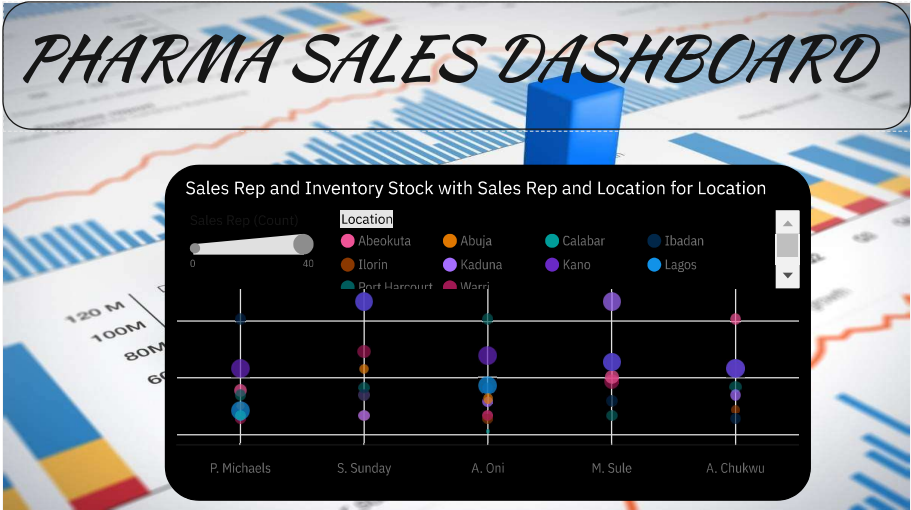 PHARMA SALES DASHBOARD
Sales Rep and Inventory Stock with Sales Rep and Location for Location
Sales Rep (Count)
0 40
Location
Abeokuta Abuja Calabar Ibadan
Ilorin Kaduna Kano Lagos
Port Harcourt Warri
120 M
100M
80M
P. Michaels S. Sunday A. Oni M. Sule A. Chukwu